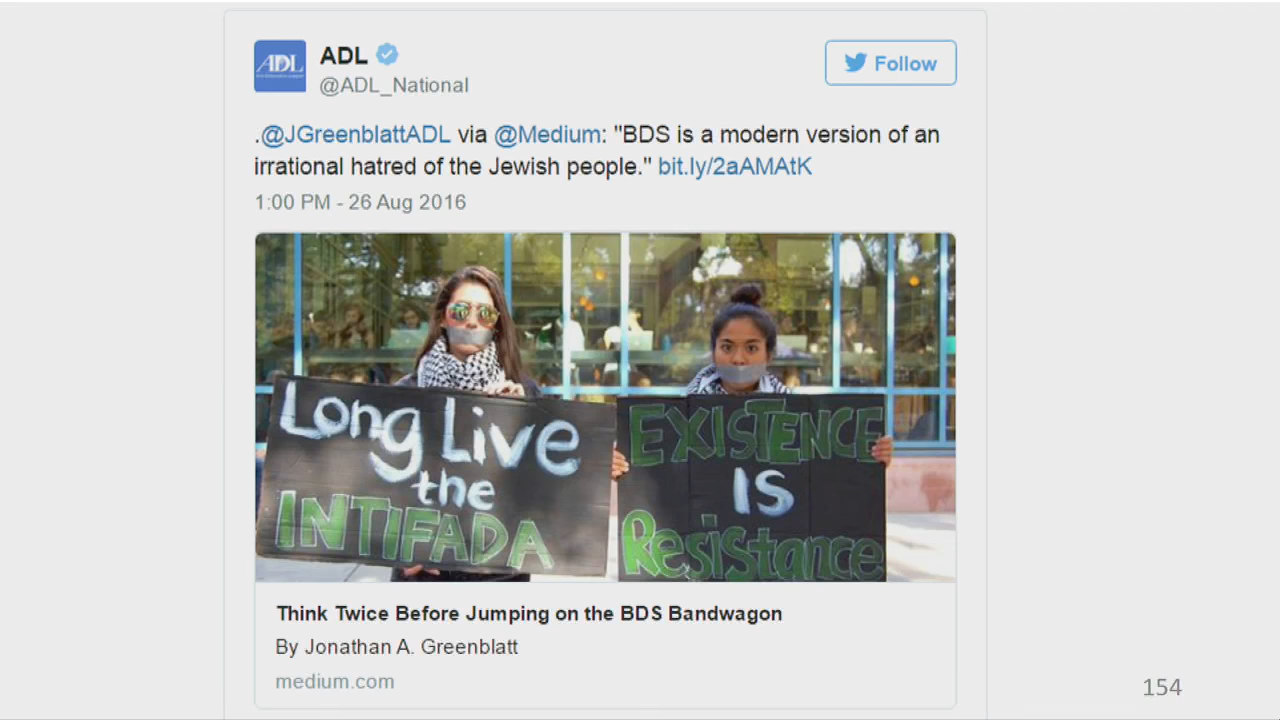 ADL
ADL
@ADL_National
Follow
.@JGreenblattADL via @Medium: "BDS is a modern version of an
irrational hatred of the Jewish people." bit.ly/2aAMAtK
1:00 PM - 26 Aug 2016
Long Live
the
INTIFADA
EXISTENCE
IS
Resistance
Think Twice Before Jumping on the BDS Bandwagon
By Jonathan A. Greenblatt
medium.com
154